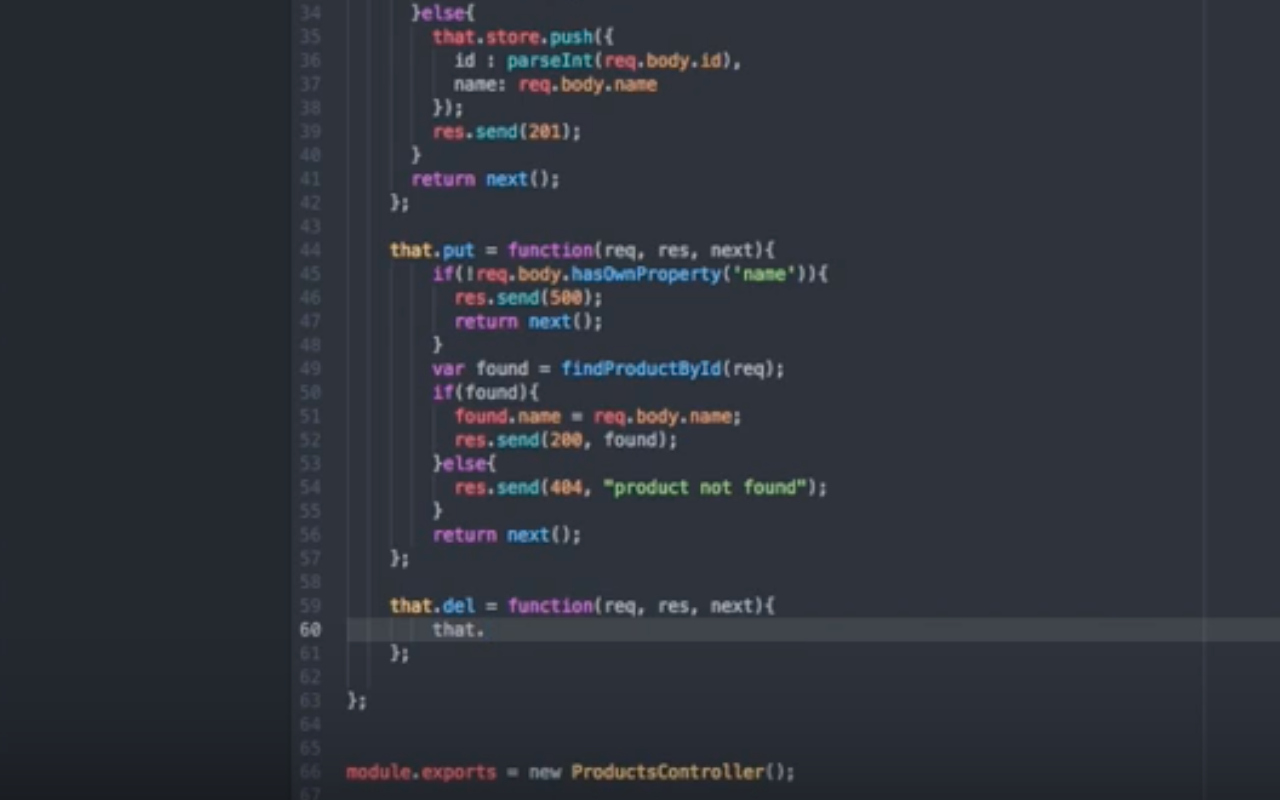 34 }else{
35 that.store.push({
36 id : parseInt(req.body.id),
37 name: req.body.name
38 });
39 res.send(201);
40 }
41 return next();
42 };
43
44 that.put = function(req, res, next){
45 if(!req.body.hasOwnProperty('name')){
46 res.send(500);
47 return next();
48 }
49 var found = findProductById(req);
50 if(found){
51 found.name = req.body.name;
52 res.send(200, found);
53 }else{
54 res.send(404, "product not found");
55 }
56 return next();
57 };
58
59 that.del = function(req, res, next){
60 that.
61 };
62
63 };
64
65
66 module.exports = new ProductsController();
67